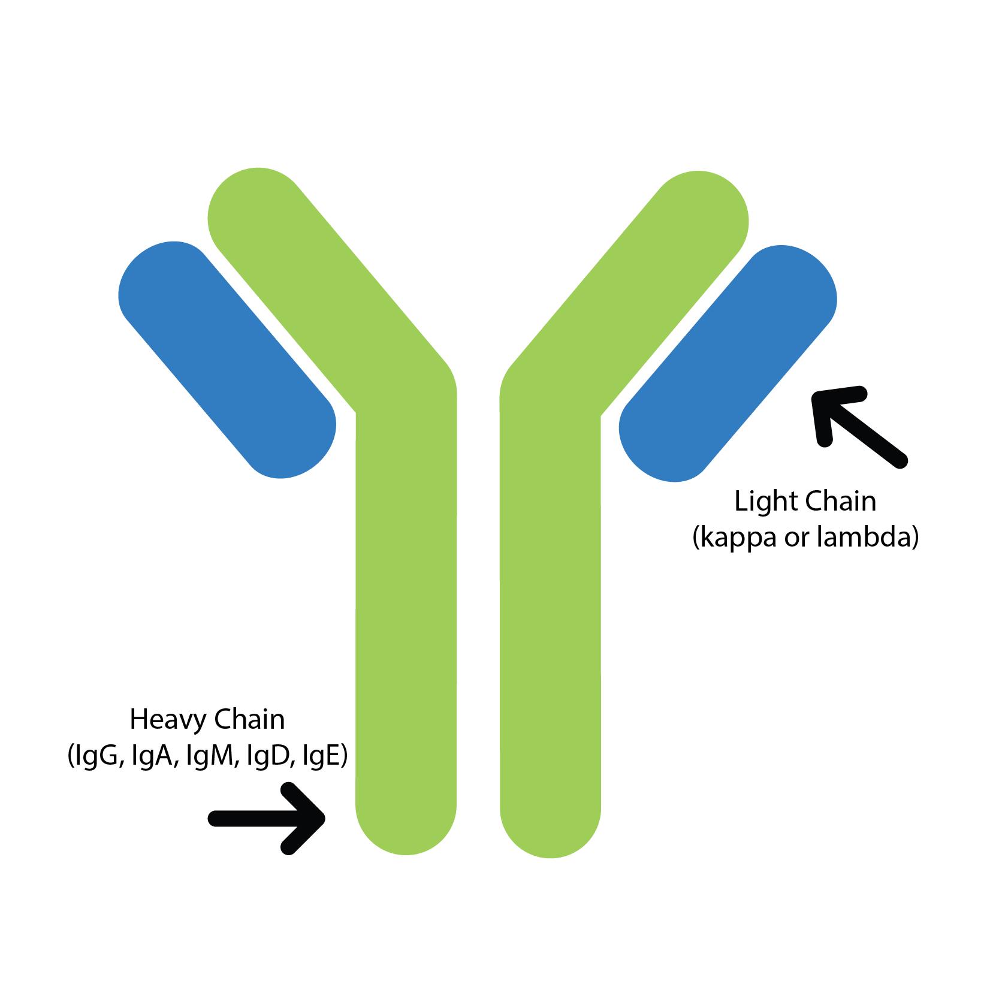 Light Chain
(kappa or lambda)
Heavy Chain
(IgG, IgA, IgM, IgD, IgE)